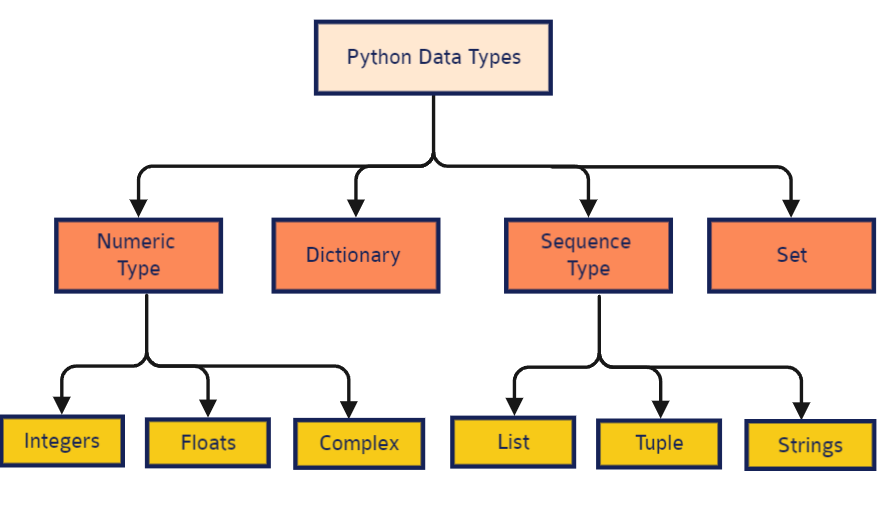 Python Data Types
Numeric
Type
Dictionary
Sequence
Type
Set
Integers
Floats
Complex
List
Tuple
Strings